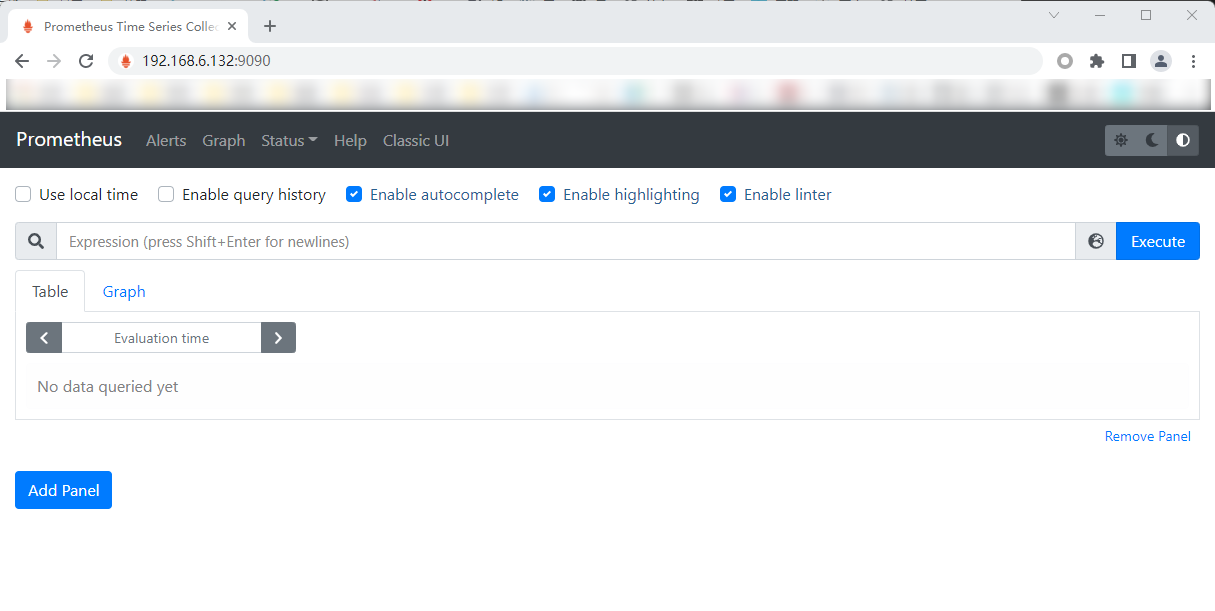 Prometheus Time Series Collec
192.168.6.132:9090
Prometheus Alerts Graph Status Help Classic UI
Use local time Enable query history Enable autocomplete Enable highlighting Enable linter
Expression (press Shift+Enter for newlines) Execute
Table Graph
Evaluation time
No data queried yet
Remove Panel
Add Panel